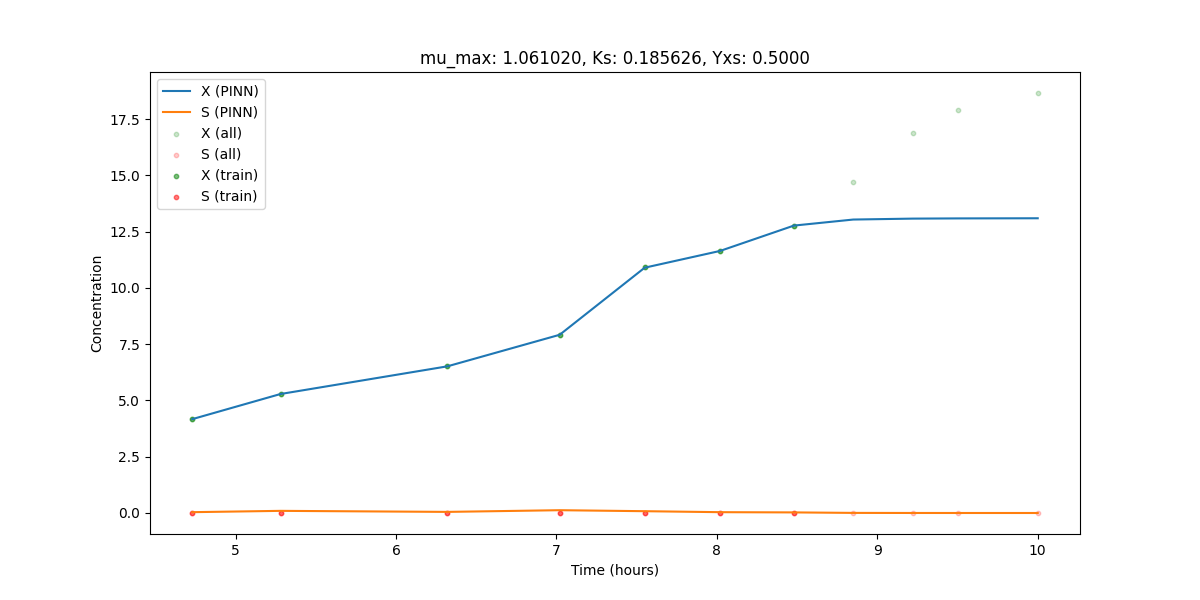 mu_max: 1.061020, Ks: 0.185626, Yxs: 0.5000
X (PINN)
S (PINN)
X (all)
S (all)
X (train)
S (train)
17.5
15.0
12.5
10.0
7.5
5.0
2.5
0.0
Concentration
5 6 7 8 9 10
Time (hours)